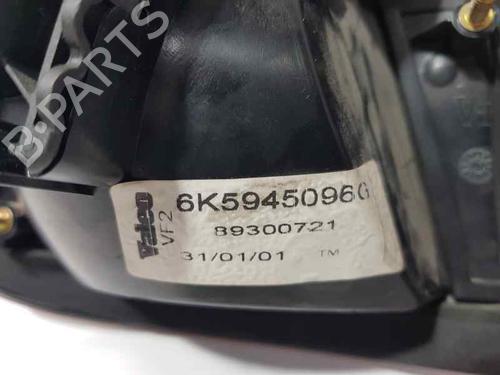 B-PARTS
Valeo
VF2
6K5945096G
89300721
31/01/01 TM